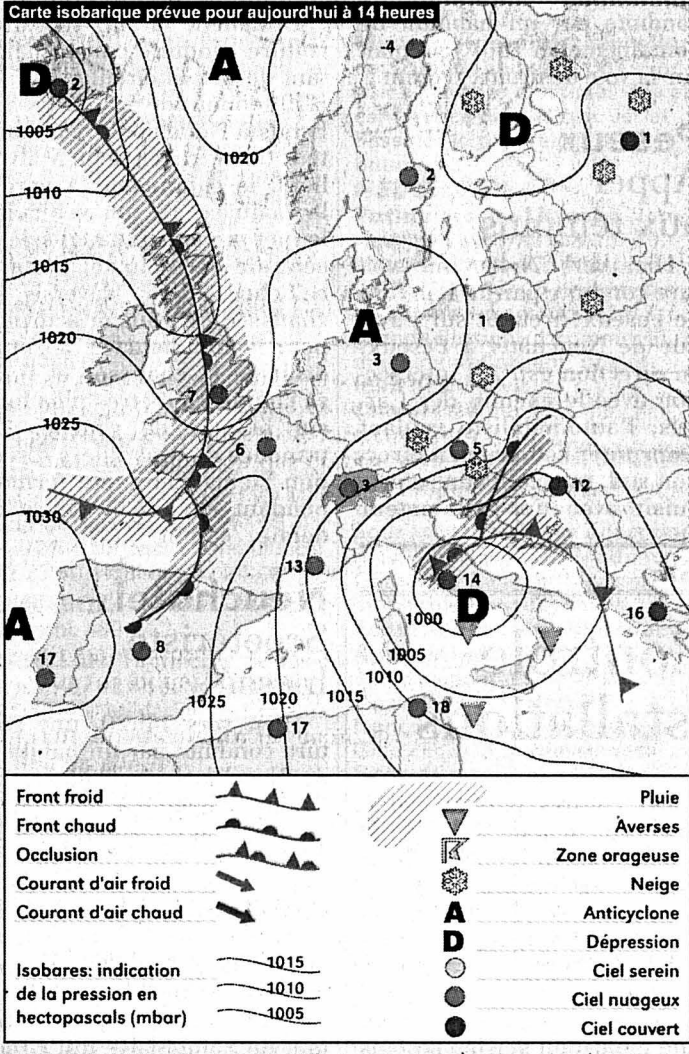 Carte isobarique prévue pour aujourd'hui à 14 heures
D
2
A
-4
D
1
1005
1020
2
1010
1015
A
1
1020
3
7
1025
6
5
3
12
1030
13
14
D
1000
16
A
8
1005
17
1010
1025
1020
1015
18
17
Front froid
Front chaud
Occlusion
Courant d'air froid
Courant d'air chaud
Isobares: indication
de la pression en
hectopascals (mbar)
1015
1010
1005
Pluie
Averses
Zone orageuse
Neige
A Anticyclone
D Dépression
Ciel serein
Ciel nuageux
Ciel couvert